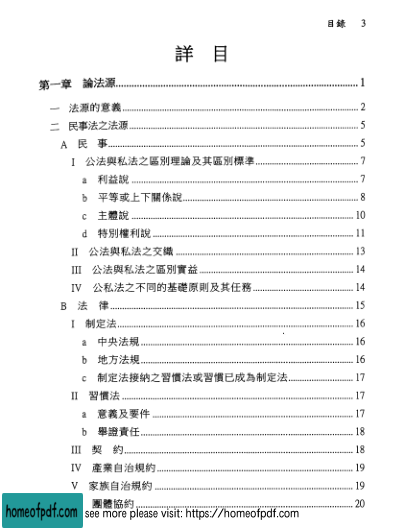 目錄 3
詳 目
第一章 論法源 1
一 法源的意義 2
二 民事法之法源 5
A 民 事 5
I 公法與私法之區別理論及其區別標準 7
a 利益說 7
b 平等或上下關係說 8
c 主體說 10
d 特別權利說 11
II 公法與私法之交織 13
III 公法與私法之區別實益 14
IV 公私法之不同的基礎原則及其任務 14
B 法 律 15
I 制定法 16
a 中央法規 16
b 地方法規 16
c 制定法接納之習慣法或習慣已成為制定法 17
II 習慣法 17
a 意義及要件 17
b 舉證責任 18
III 契 約 18
IV 產業自治規約 19
V 家族自治規約 19
團體協約 20
homeofpdf.com see more please visit: https://homeofpdf.com